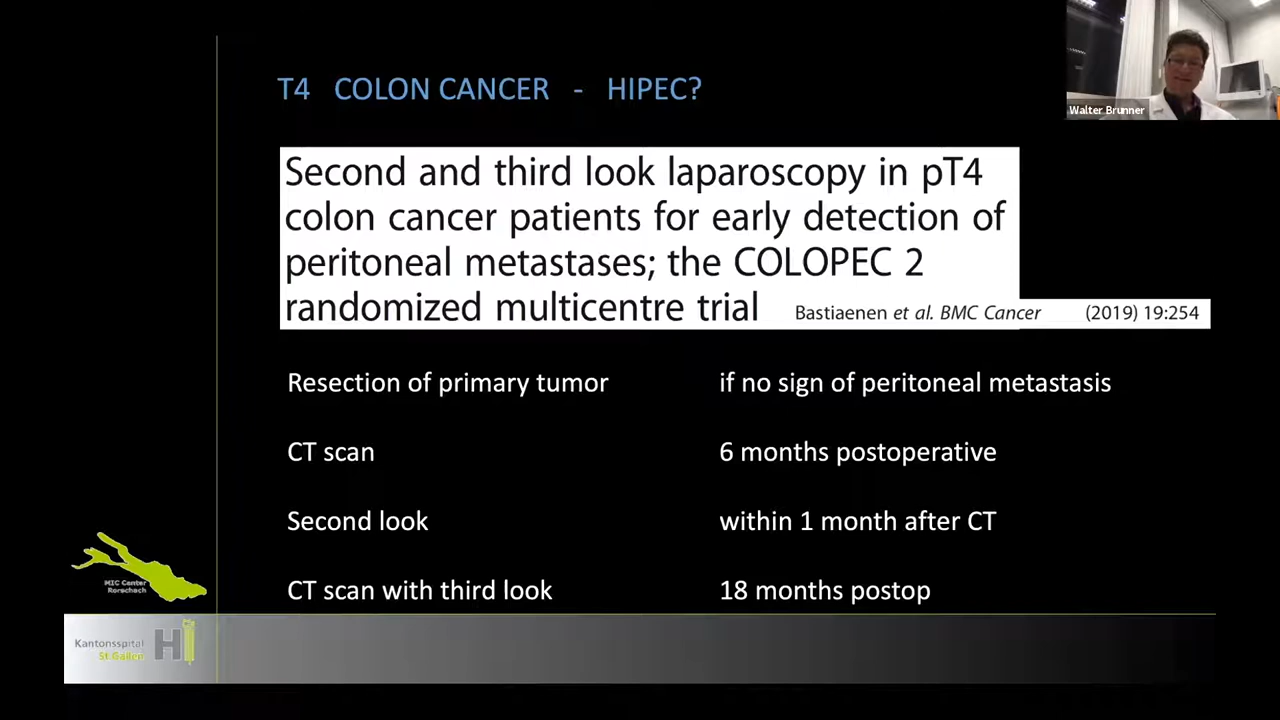 Walter Brunner
T4 COLON CANCER - HIPEC?
Second and third look laparoscopy in pT4
colon cancer patients for early detection of
peritoneal metastases; the COLOPEC 2
randomized multicentre trial Bastiaenen et al. BMC Cancer (2019) 19:254
Resection of primary tumor if no sign of peritoneal metastasis
CT scan 6 months postoperative
Second look within 1 month after CT
CT scan with third look 18 months postop
MIC Center
Rorschach
Kantonsspital
St Gallen